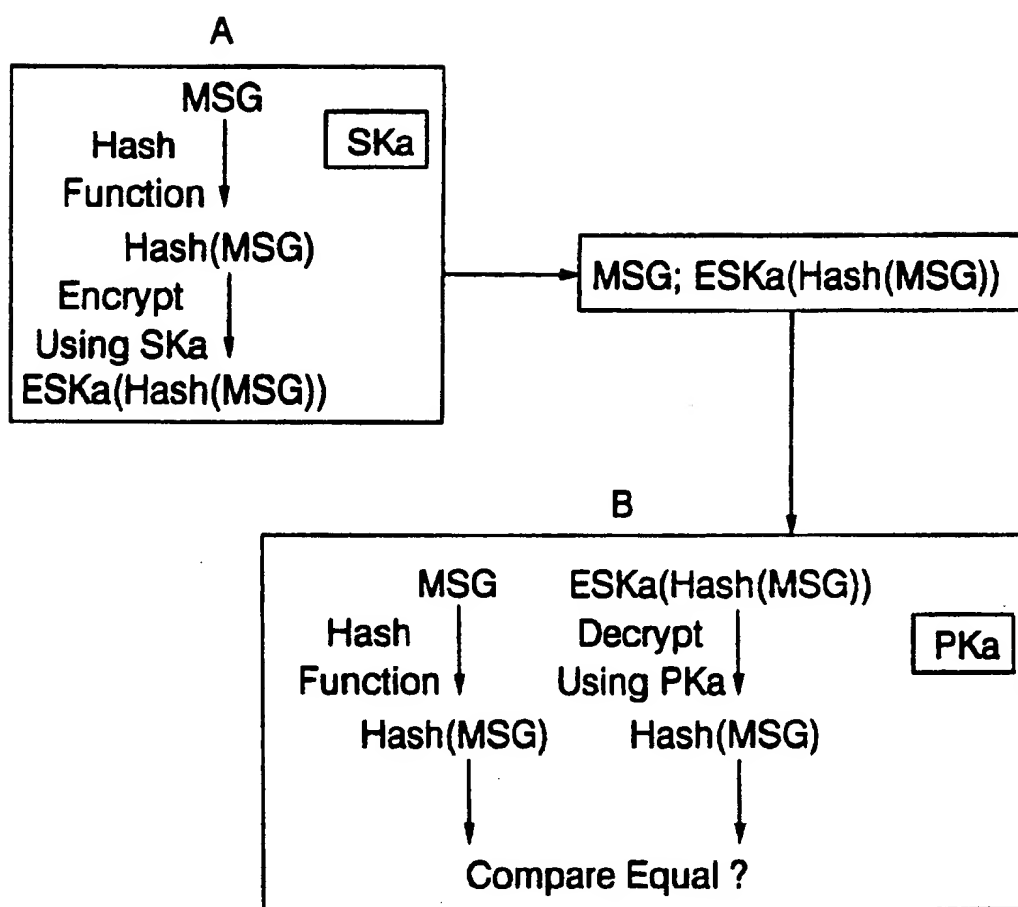 A
MSG
Hash
Function
SKa
Hash(MSG)
Encrypt
Using SKa
ESKa(Hash(MSG))
MSG; ESKa(Hash(MSG))
B
MSG
Hash
Function
Hash(MSG)
ESKa(Hash(MSG))
Decrypt
Using PKa
Hash(MSG)
PKa
Compare Equal ?